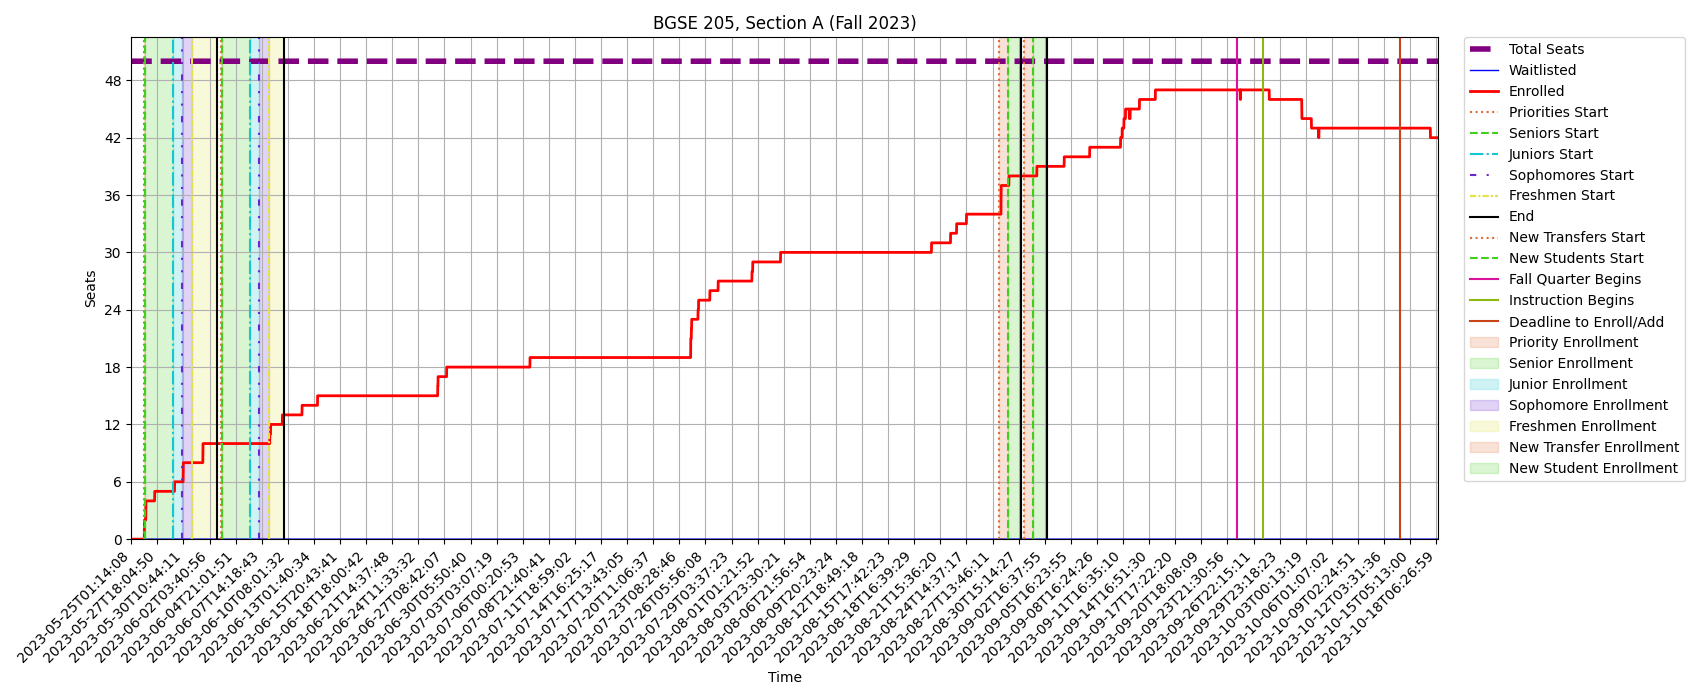 BGSE 205, Section A (Fall 2023)
Total Seats
Waitlisted
Enrolled
Priorities Start
Seniors Start
Juniors Start
Sophomores Start
Freshmen Start
End
New Transfers Start
New Students Start
Fall Quarter Begins
Instruction Begins
Deadline to Enroll/Add
Priority Enrollment
Senior Enrollment
Junior Enrollment
Sophomore Enrollment
Freshmen Enrollment
New Transfer Enrollment
New Student Enrollment
Seats
48
42
36
30
24
18
12
6
0
2023-05-25T01:14:08
2023-05-27T18:04:50
2023-05-30T10:44:11
2023-06-02T03:40:56
2023-06-04T21:01:51
2023-06-07T14:18:43
2023-06-10T08:01:32
2023-06-13T01:40:34
2023-06-15T20:43:41
2023-06-18T18:00:42
2023-06-21T14:37:48
2023-06-24T11:33:32
2023-06-27T08:42:07
2023-06-30T05:50:40
2023-07-03T03:07:19
2023-07-06T00:20:53
2023-07-08T21:40:41
2023-07-11T18:59:02
2023-07-14T16:25:17
2023-07-17T13:43:05
2023-07-20T11:06:37
2023-07-23T08:28:46
2023-07-26T05:56:08
2023-07-29T03:37:23
2023-08-01T01:21:52
2023-08-03T23:30:21
2023-08-06T21:56:54
2023-08-09T20:23:24
2023-08-12T18:49:18
2023-08-15T17:42:23
2023-08-18T16:39:29
2023-08-21T15:36:20
2023-08-24T14:37:17
2023-08-27T13:46:11
2023-08-30T15:14:27
2023-09-02T16:37:55
2023-09-05T16:23:55
2023-09-08T16:24:26
2023-09-11T16:35:10
2023-09-14T16:51:30
2023-09-17T17:22:20
2023-09-20T18:08:09
2023-09-23T21:30:56
2023-09-26T22:15:11
2023-09-29T23:18:23
2023-10-03T00:13:19
2023-10-06T01:07:02
2023-10-09T02:24:51
2023-10-12T03:31:36
2023-10-15T05:13:00
2023-10-18T06:26:59
Time